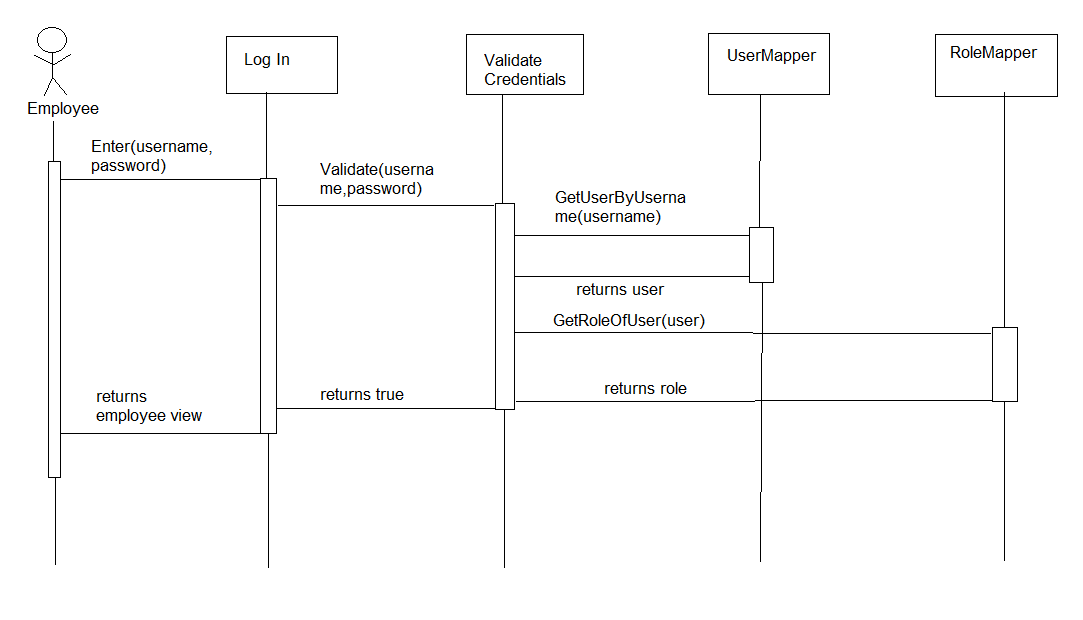 Log In
Validate
Credentials
UserMapper
RoleMapper
Employee
Enter(username,
password)
Validate(userna
me,password)
GetUserByUserna
me(username)
returns user
GetRoleOfUser(user)
returns role
returns true
returns
employee view